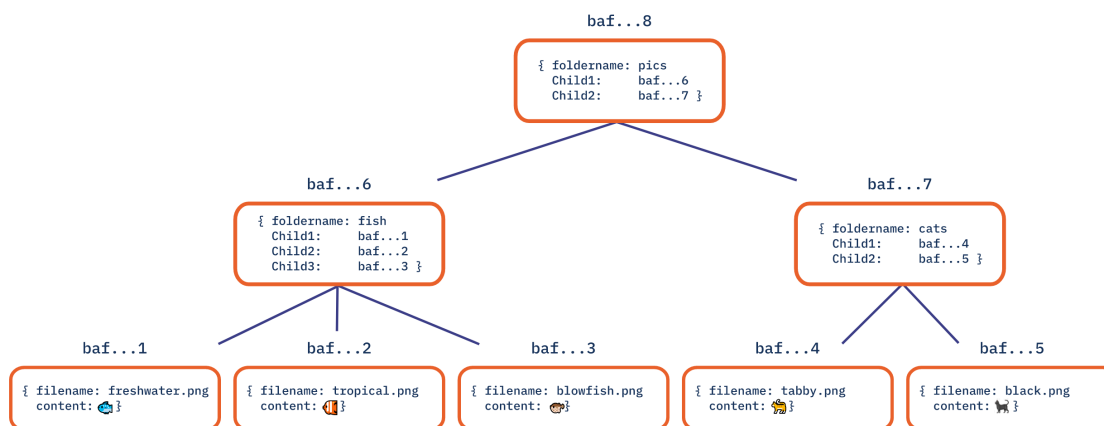 baf...8
{ foldername: pics
Child1: baf...6
Child2: baf...7 }
baf...6
{ foldername: fish
Child1: baf...1
Child2: baf...2
Child3: baf...3 }
baf...7
{ foldername: cats
Child1: baf...4
Child2: baf...5 }
baf...1
{ filename: freshwater.png
content: 🐟}
baf...2
{ filename: tropical.png
content: 🐠}
baf...3
{ filename: blowfish.png
content: 🐡}
baf...4
{ filename: tabby.png
content: 🐈}
baf...5
{ filename: black.png
content: 🐈‍⬛}